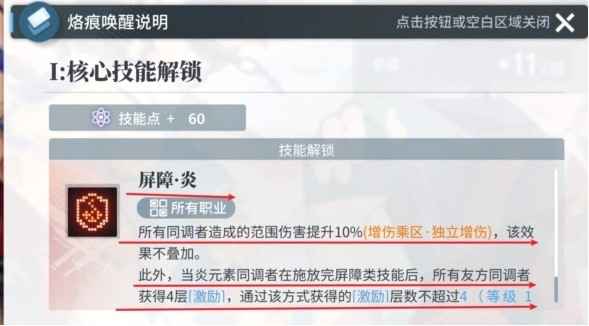 烙痕唤醒说明
点击按钮或空白区域关闭
I:核心技能解锁
技能点 + 60
技能解锁
屏障·炎
所有职业
所有同调者造成的范围伤害提升10%(增伤乘区·独立增伤)，该效
果不叠加。
此外，当炎元素同调者在施放完屏障类技能后，所有友方同调者
获得4层[激励]，通过该方式获得的[激励]层数不超过4（等级 1